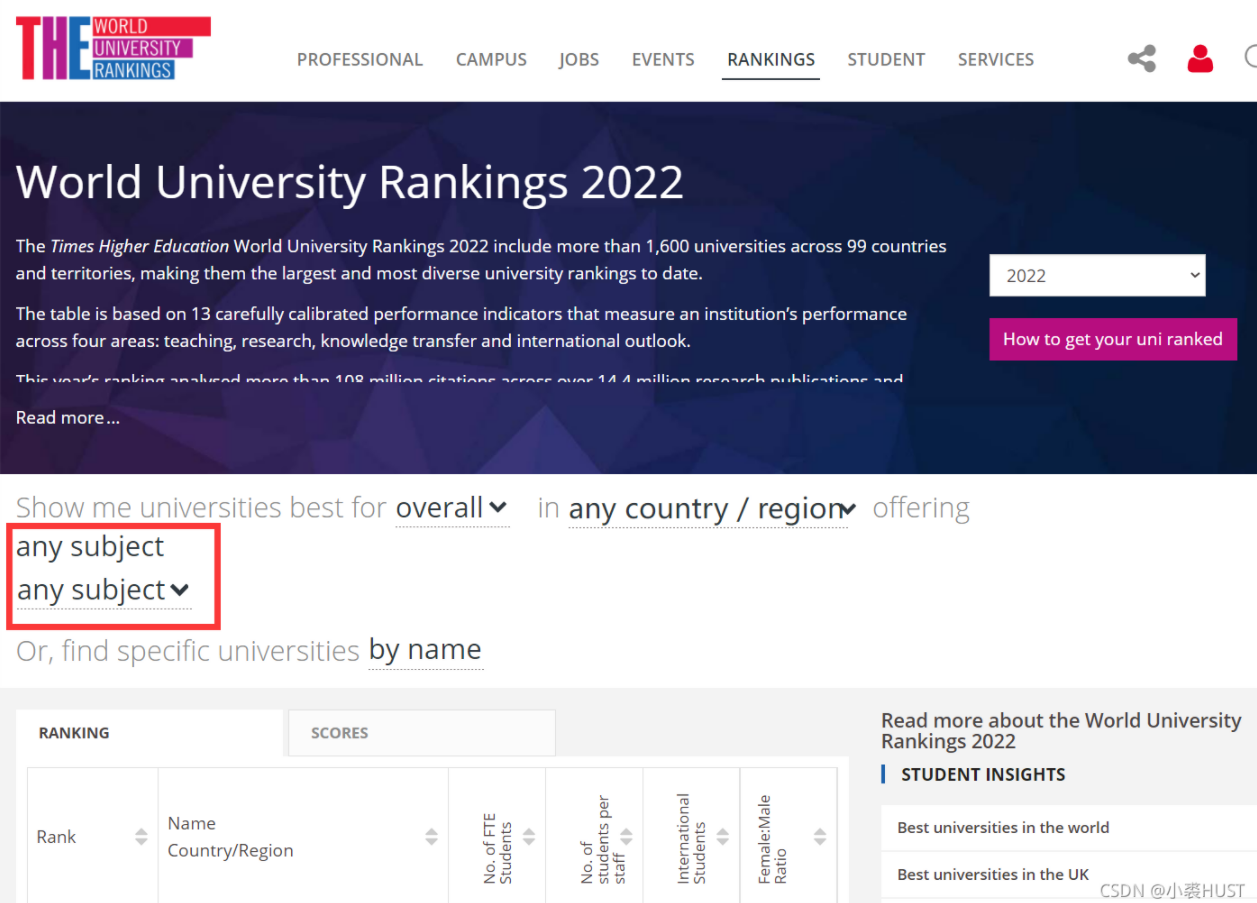 THE WORLD
UNIVERSITY
RANKINGS
PROFESSIONAL CAMPUS JOBS EVENTS RANKINGS STUDENT SERVICES
World University Rankings 2022
The Times Higher Education World University Rankings 2022 include more than 1,600 universities across 99 countries
and territories, making them the largest and most diverse university rankings to date.
The table is based on 13 carefully calibrated performance indicators that measure an institution's performance
across four areas: teaching, research, knowledge transfer and international outlook.
This year's ranking analysed more than 108 million citations across over 14.4 million research publications and
Read more...
2022
How to get your uni ranked
Show me universities best for overall in any country / region offering
any subject
any subject
Or, find specific universities by name
RANKING
SCORES
Rank
Name
Country/Region
No. of FTE
Students
No. of
students per
staff
International
Students
Female:Male
Ratio
Read more about the World University
Rankings 2022
STUDENT INSIGHTS
Best universities in the world
Best universities in the UK
CSDN @小裘HUST